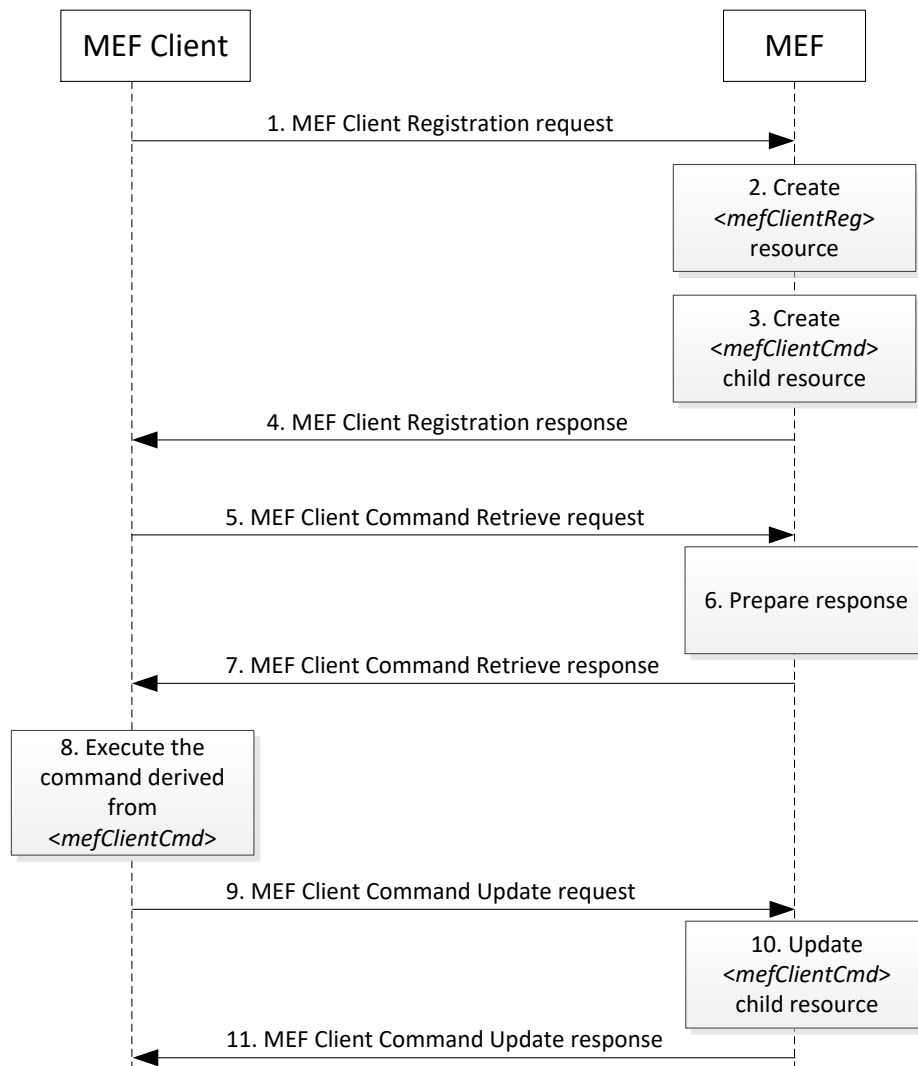 MEF Client
MEF
1. MEF Client Registration request
2. Create
<mefClientReg>
resource
3. Create
<mefClientCmd>
child resource
4. MEF Client Registration response
5. MEF Client Command Retrieve request
6. Prepare response
7. MEF Client Command Retrieve response
8. Execute the
command derived
from
<mefClientCmd>
9. MEF Client Command Update request
10. Update
<mefClientCmd>
child resource
11. MEF Client Command Update response